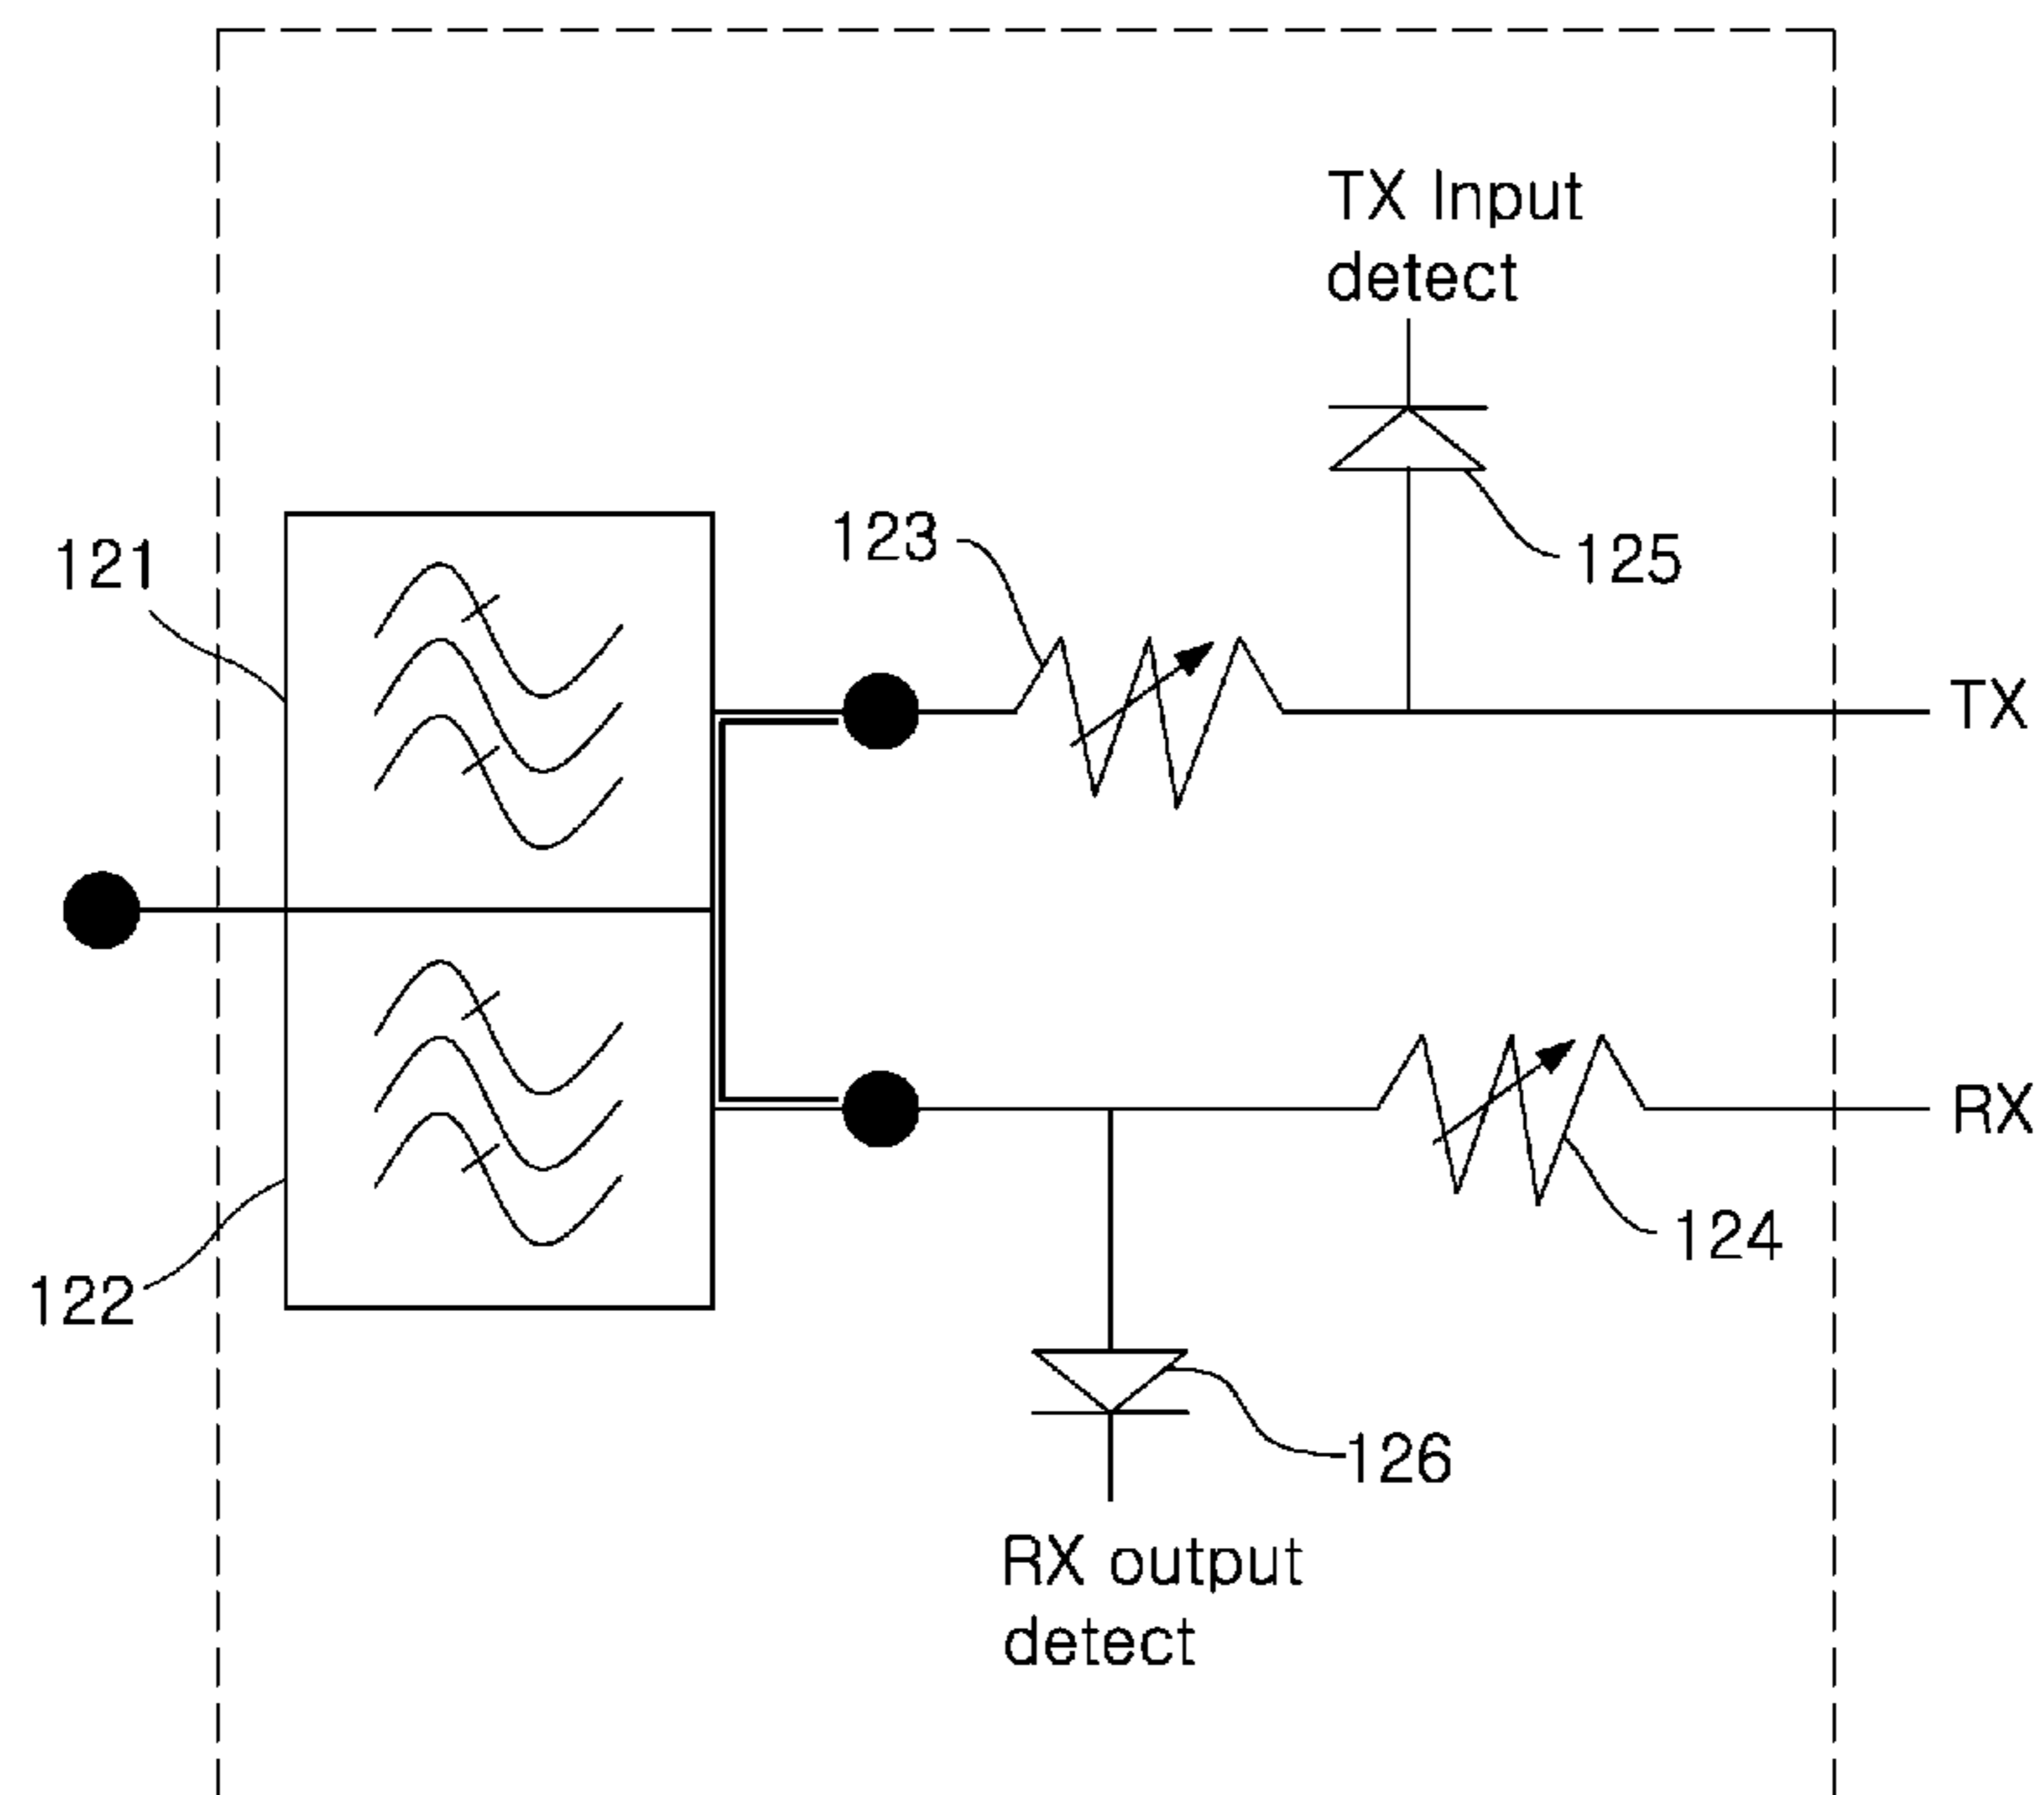 TX Input
detect
123
121
125
TX
RX
124
122
126
RX output
detect